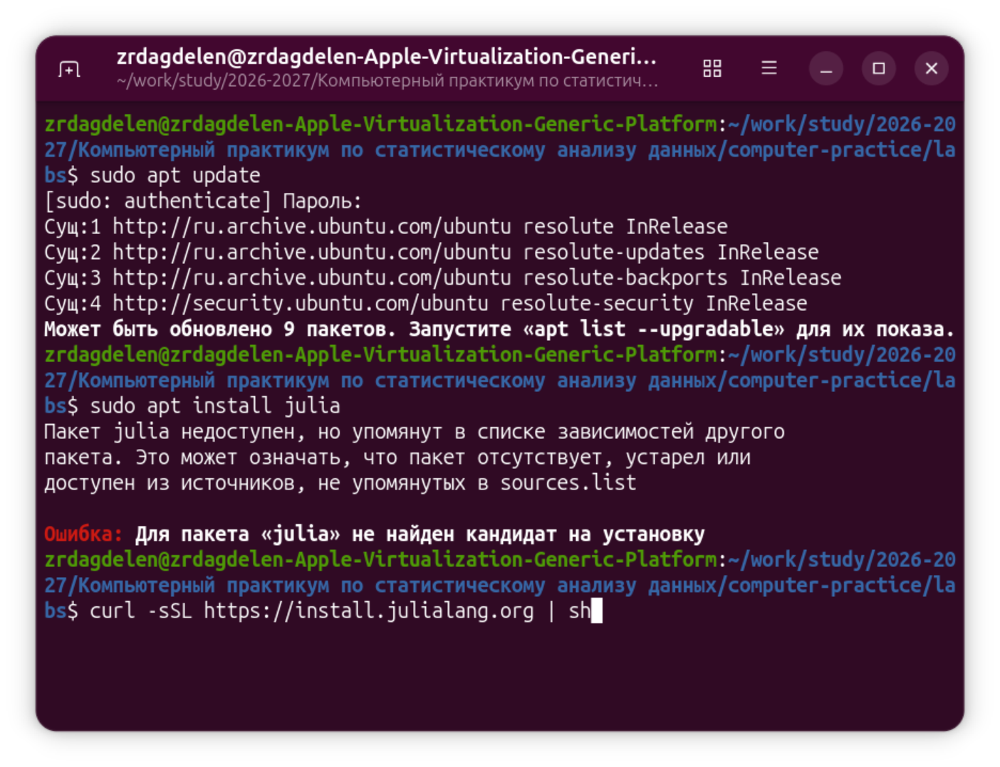 zrdagdelen@zrdagdelen-Apple-Virtualization-Generi...
~/work/study/2026-2027/Компьютерный практикум по статистич...
zrdagdelen@zrdagdelen-Apple-Virtualization-Generic-Platform:~/work/study/2026-20
27/Компьютерный практикум по статистическому анализу данных/computer-practice/la
bs$ sudo apt update
[sudo: authenticate] Пароль:
Сущ:1 http://ru.archive.ubuntu.com/ubuntu resolute InRelease
Сущ:2 http://ru.archive.ubuntu.com/ubuntu resolute-updates InRelease
Сущ:3 http://ru.archive.ubuntu.com/ubuntu resolute-backports InRelease
Сущ:4 http://security.ubuntu.com/ubuntu resolute-security InRelease
Может быть обновлено 9 пакетов. Запустите «apt list --upgradable» для их показа.
zrdagdelen@zrdagdelen-Apple-Virtualization-Generic-Platform:~/work/study/2026-20
27/Компьютерный практикум по статистическому анализу данных/computer-practice/la
bs$ sudo apt install julia
Пакет julia недоступен, но упомянут в списке зависимостей другого
пакета. Это может означать, что пакет отсутствует, устарел или
доступен из источников, не упомянутых в sources.list
Ошибка: Для пакета «julia» не найден кандидат на установку
zrdagdelen@zrdagdelen-Apple-Virtualization-Generic-Platform:~/work/study/2026-20
27/Компьютерный практикум по статистическому анализу данных/computer-practice/la
bs$ curl -sSL https://install.julialang.org | sh